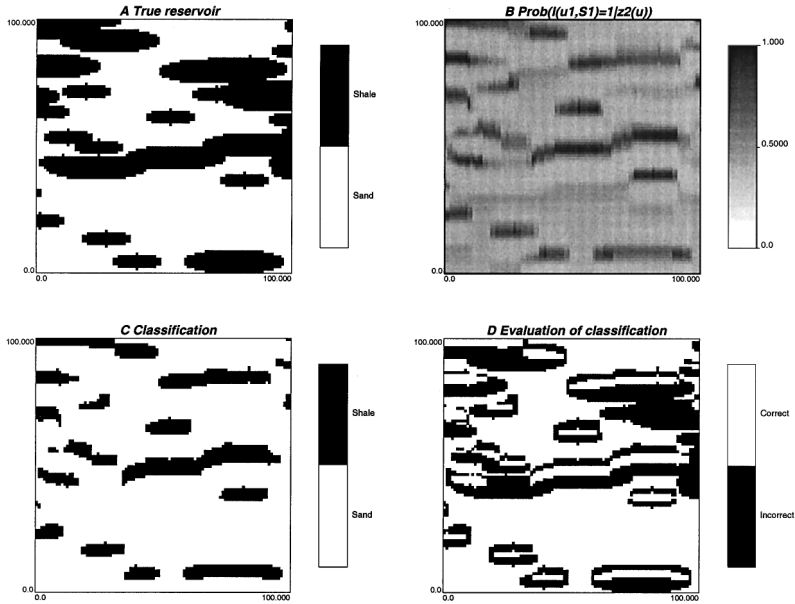 A True reservoir
100.000
0.0
0.0
100.000
Shale
Sand
B Prob(I(u1,S1)=1|z2(u))
100.000
0.0
0.0
100.000
1.000
0.5000
0.0
C Classification
100.000
0.0
0.0
100.000
Shale
Sand
D Evaluation of classification
100.000
0.0
0.0
100.000
Correct
Incorrect